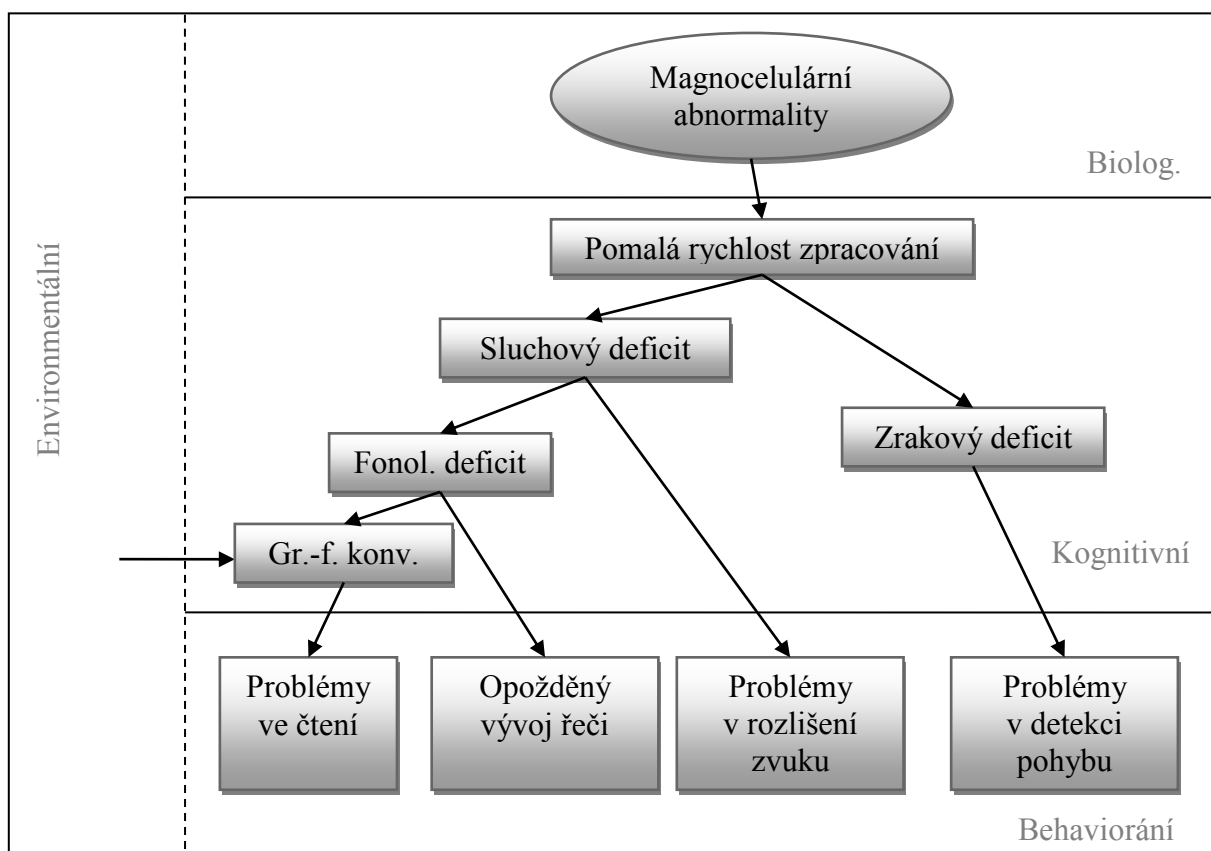 Magnocelulární
abnormality
Biolog.
Environmentální
Pomalá rychlost zpracování
Sluchový deficit
Zrakový deficit
Fonol. deficit
Gr.-f. konv.
Kognitivní
Problémy
ve čtení
Opožděný
vývoj řeči
Problémy
v rozlišení
zvuku
Problémy
v detekci
pohybu
Behaviorání